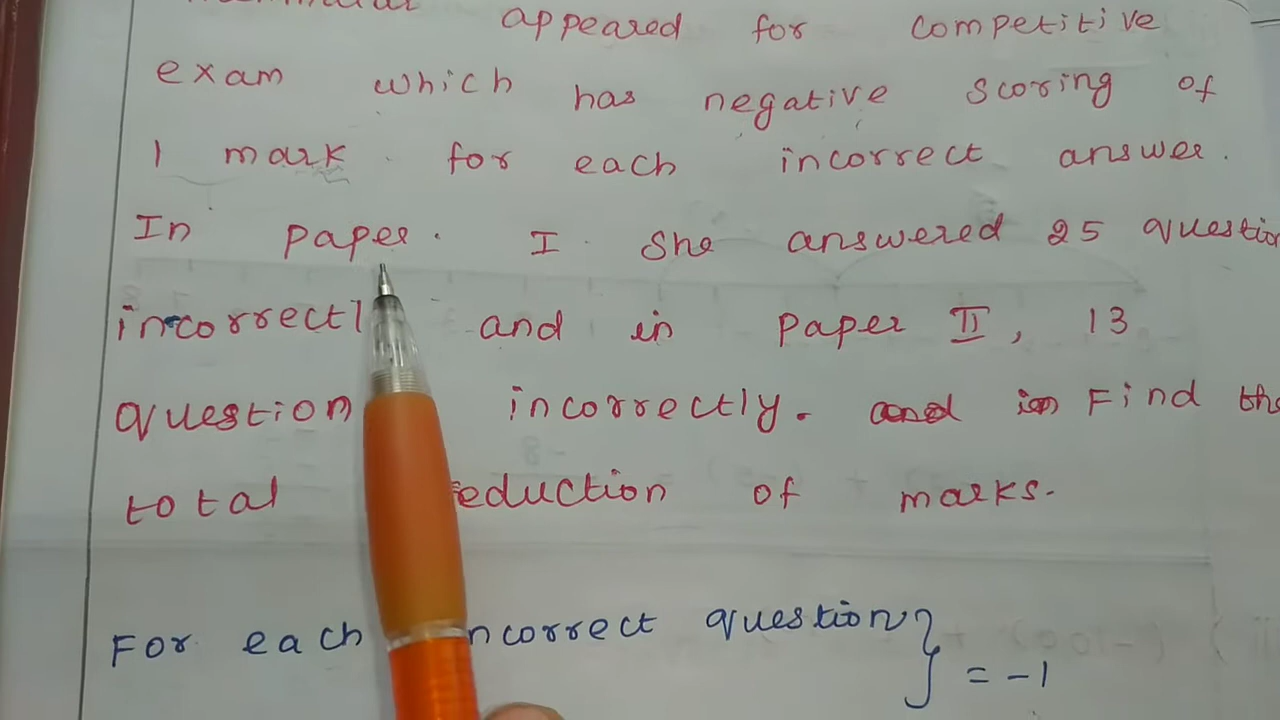 appeared for competitive
exam which has negative scoring of
1 mark for each incorrect answer.
In paper. I she answered 25 question
incorrectl and in paper II, 13
question incorrectly. and in Find the
total eduction of marks.
For each ncorrect question } = -1